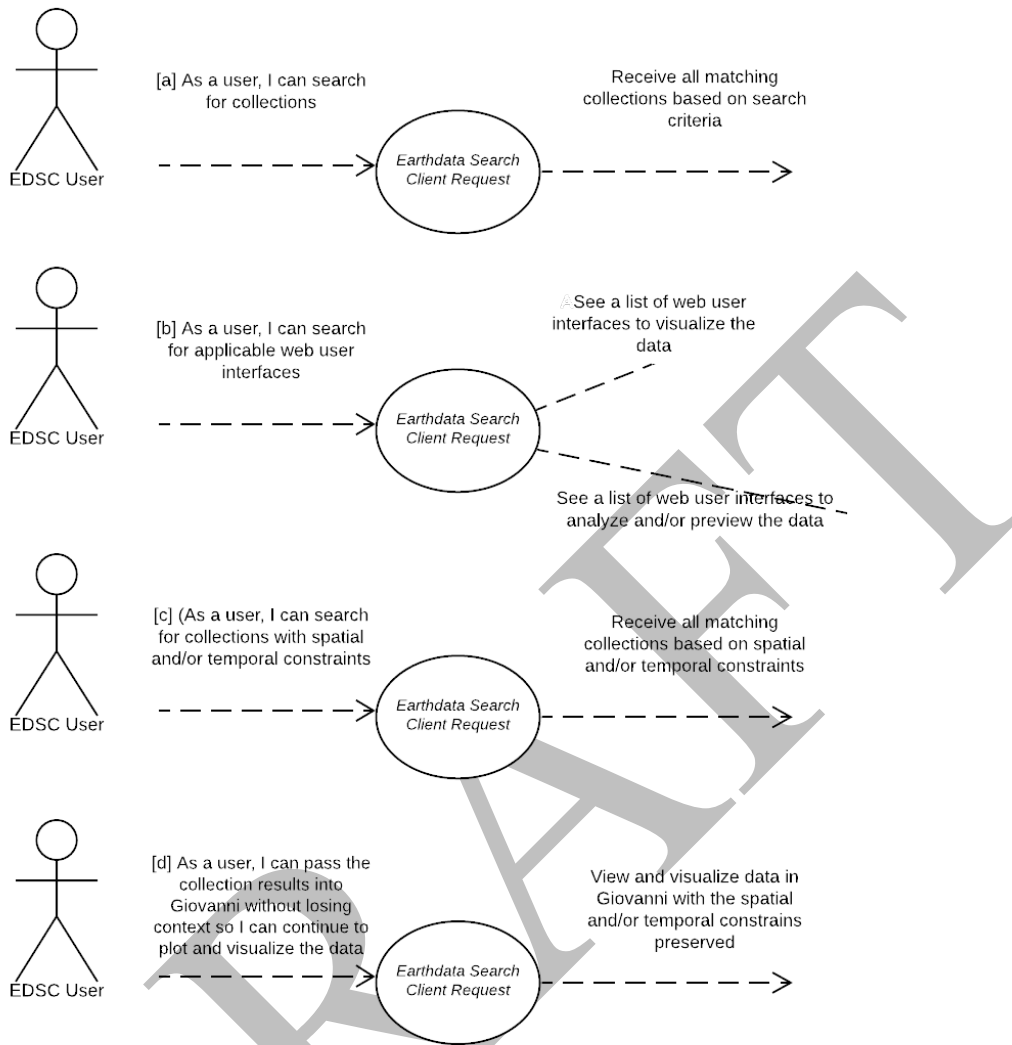 [a] As a user, I can search
for collections
Receive all matching
collections based on search
criteria
Earthdata Search
Client Request
EDSC User
[b] As a user, I can search
for applicable web user
interfaces
See a list of web user
interfaces to visualize the
data
Earthdata Search
Client Request
EDSC User
See a list of web user interfaces to
analyze and/or preview the data
[c] (As a user, I can search
for collections with spatial
and/or temporal constraints
Receive all matching
collections based on spatial
and/or temporal constraints
Earthdata Search
Client Request
EDSC User
[d] As a user, I can pass the
collection results into
Giovanni without losing
context so I can continue to
plot and visualize the data
View and visualize data in
Giovanni with the spatial
and/or temporal constrains
preserved
Earthdata Search
Client Request
EDSC User
RAFT